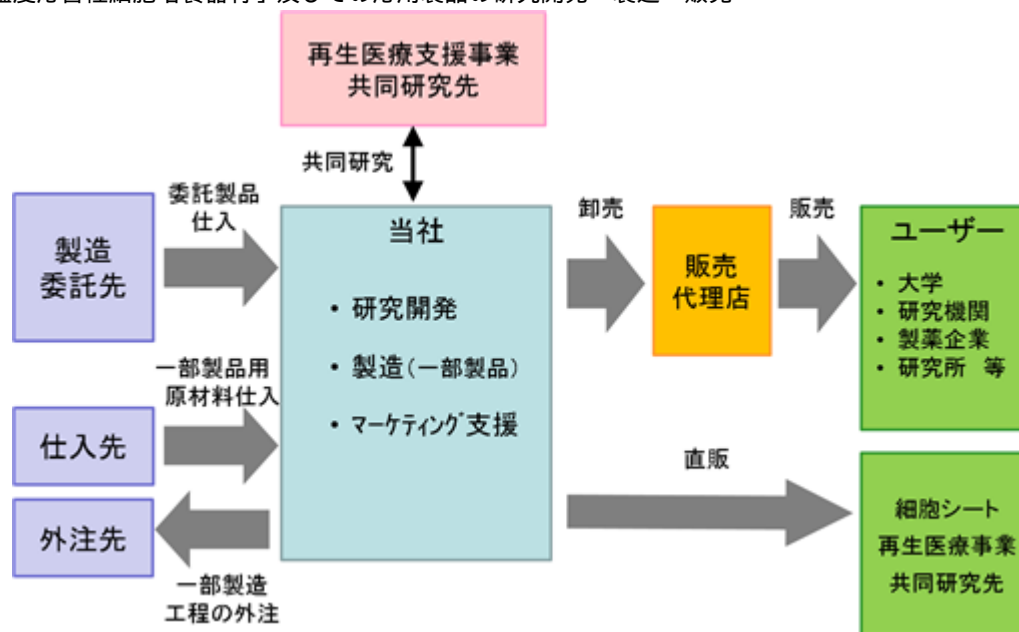 再生医療支援事業
共同研究先
共同研究
製造
委託先
委託製品
仕入
仕入先
一部製品用
原材料仕入
外注先
一部製造
工程の外注
当社
・ 研究開発
・ 製造(一部製品)
・ ﾏｰｹﾃｨﾝｸﾞ支援
卸売
販売
代理店
販売
ユーザー
・ 大学
・ 研究機関
・ 製薬企業
・ 研究所 等
直販
細胞シート
再生医療事業
共同研究先